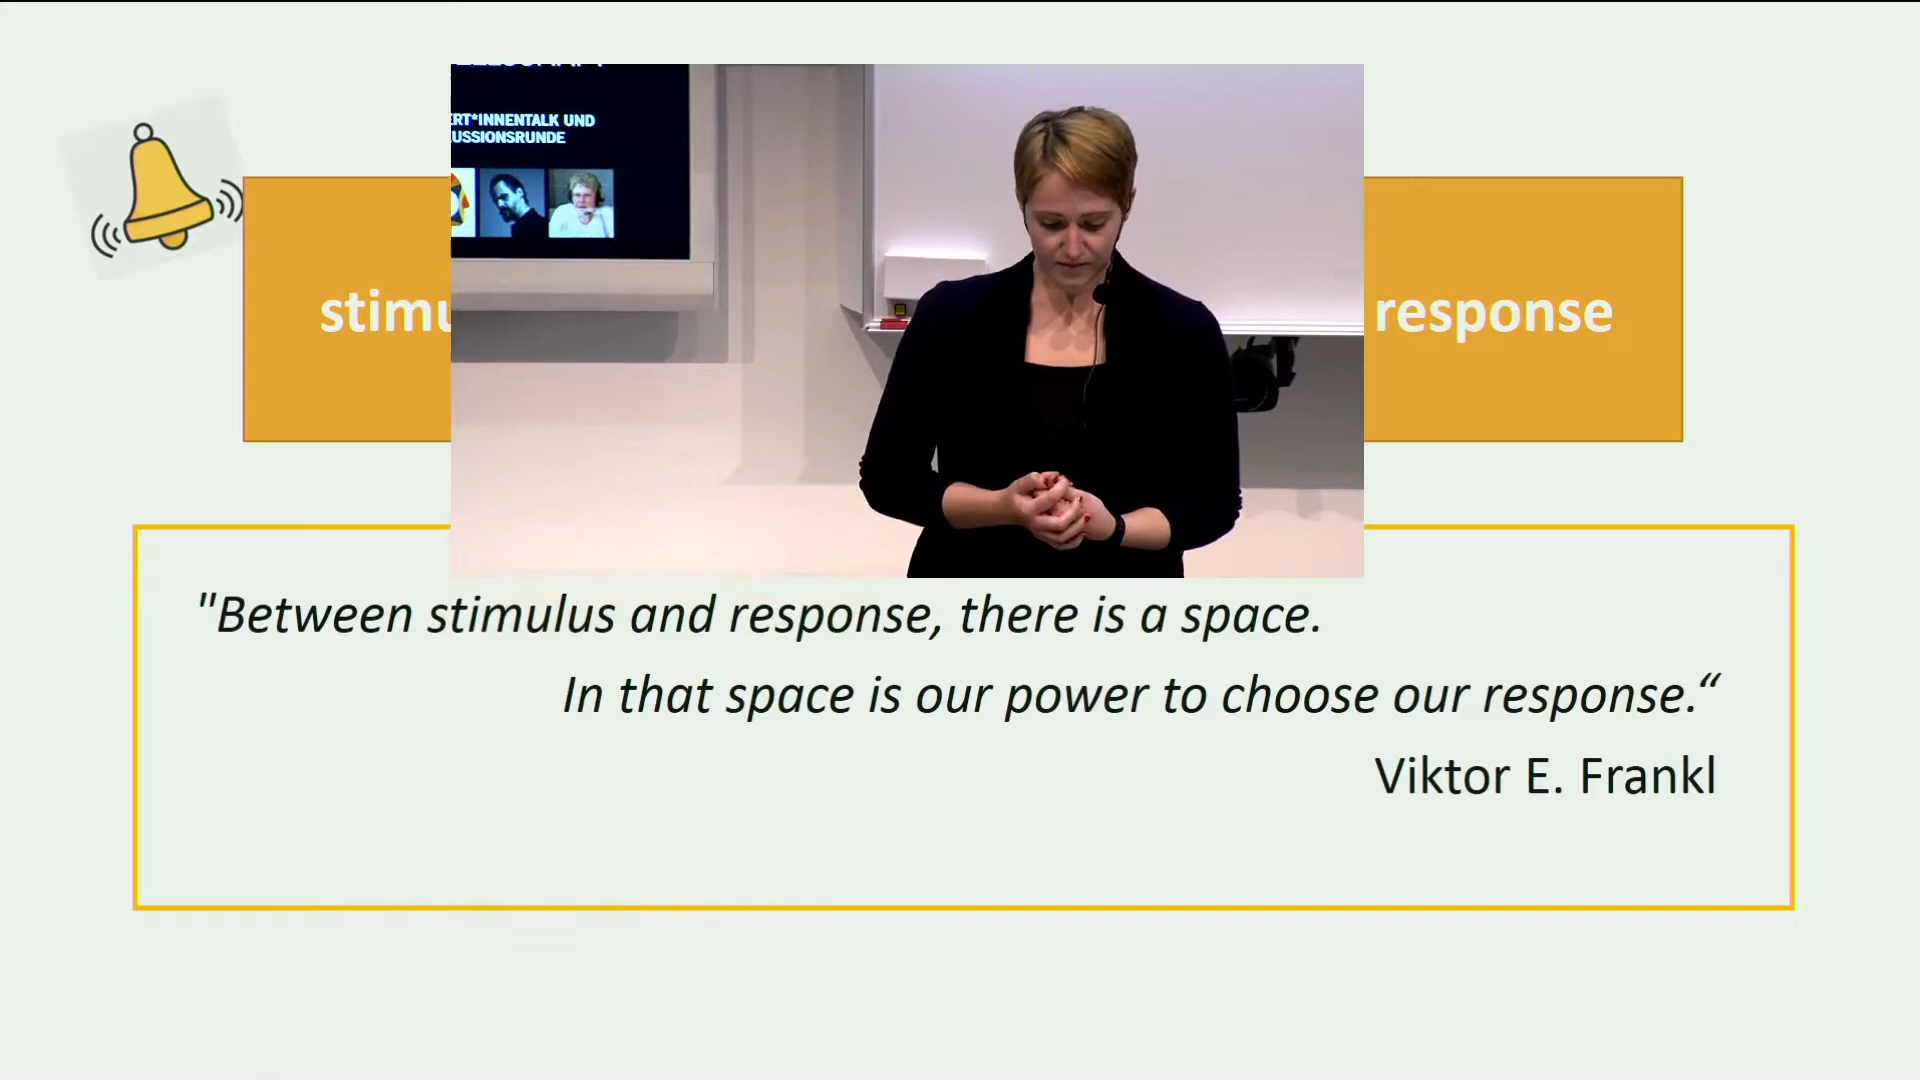 ERT*INNENTALK UND
USSIONSRUNDE
stimu
response
"Between stimulus and response, there is a space.
In that space is our power to choose our response.“
Viktor E. Frankl